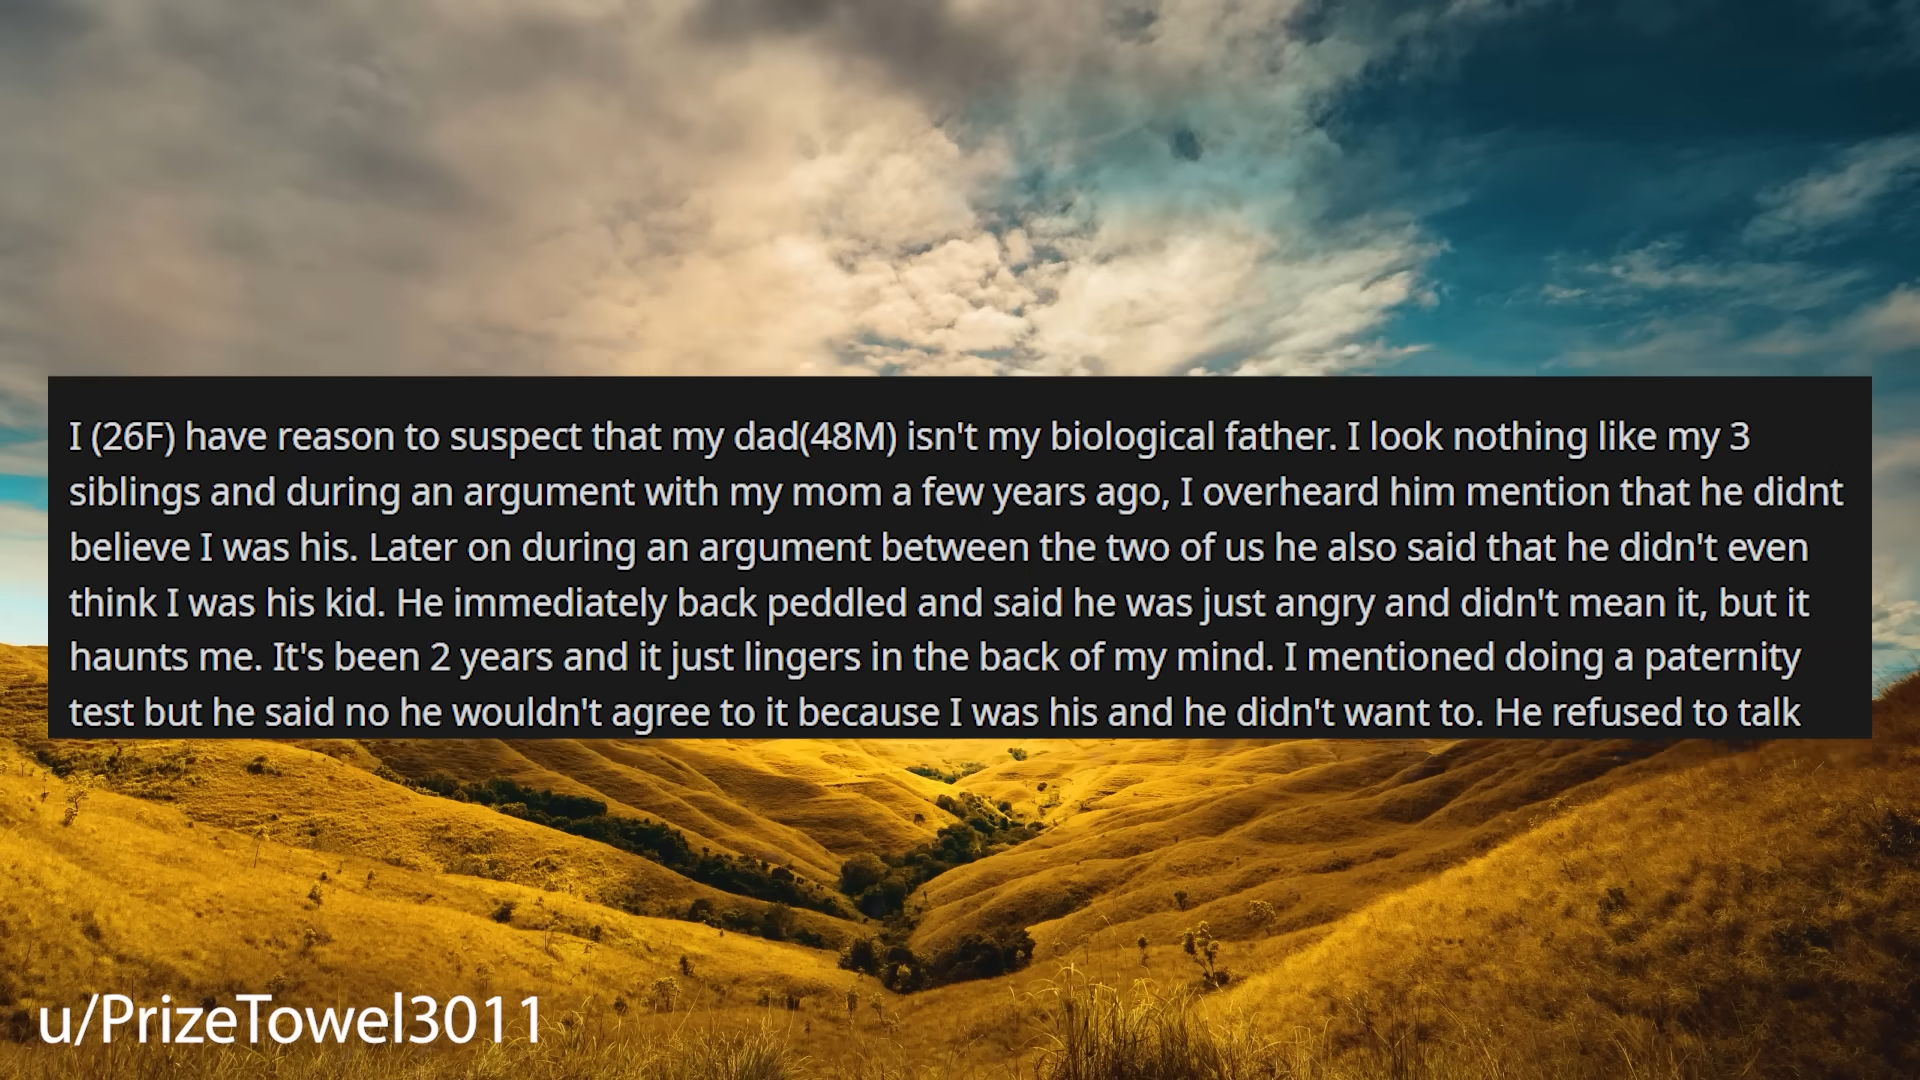 I (26F) have reason to suspect that my dad(48M) isn't my biological father. I look nothing like my 3
siblings and during an argument with my mom a few years ago, I overheard him mention that he didnt
believe I was his. Later on during an argument between the two of us he also said that he didn't even
think I was his kid. He immediately back peddled and said he was just angry and didn't mean it, but it
haunts me. It's been 2 years and it just lingers in the back of my mind. I mentioned doing a paternity
test but he said no he wouldn't agree to it because I was his and he didn't want to. He refused to talk
u/PrizeTowel3011